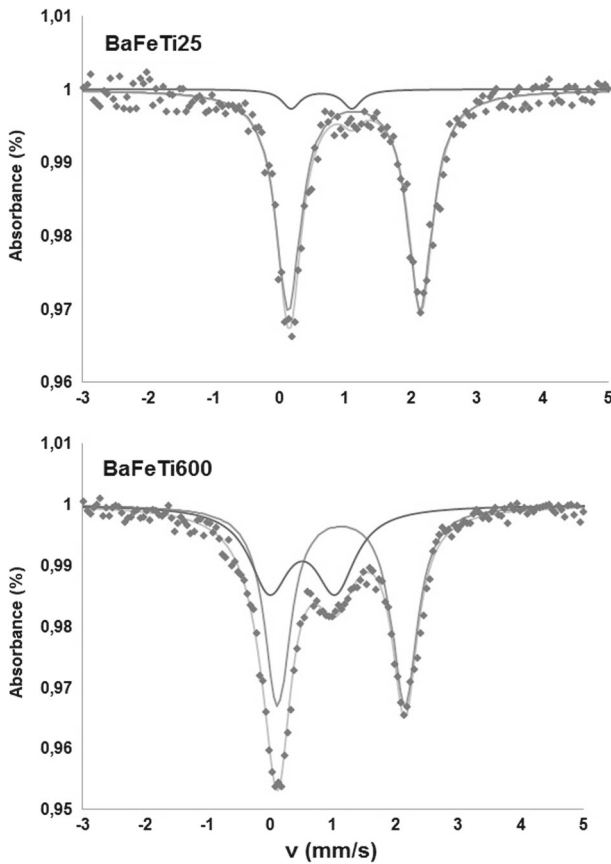 1,01
BaFeTi25
1
0,99
0,98
0,97
0,96
Absorbance (%)
-3 -2 -1 0 1 2 3 4 5
1,01
BaFeTi600
1
0,99
0,98
0,97
0,96
0,95
Absorbance (%)
-3 -2 -1 0 1 2 3 4 5
v (mm/s)